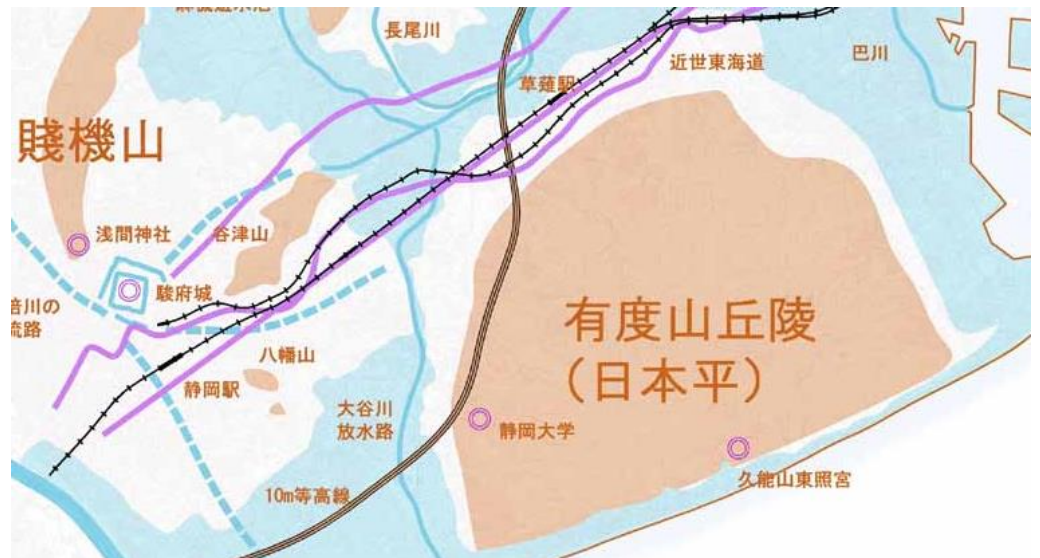 長尾川
草薙駅
近世東海道
巴川
賤機山
浅間神社
谷津山
駿府城
川の
流路
八幡山
静岡駅
有度山丘陵
（日本平）
大谷川
放水路
静岡大学
久能山東照宮
10m等高線